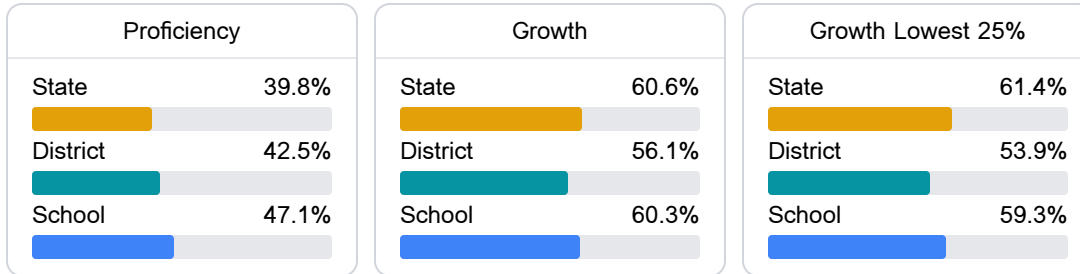 Proficiency
State 39.8%
District 42.5%
School 47.1%
Growth
State 60.6%
District 56.1%
School 60.3%
Growth Lowest 25%
State 61.4%
District 53.9%
School 59.3%